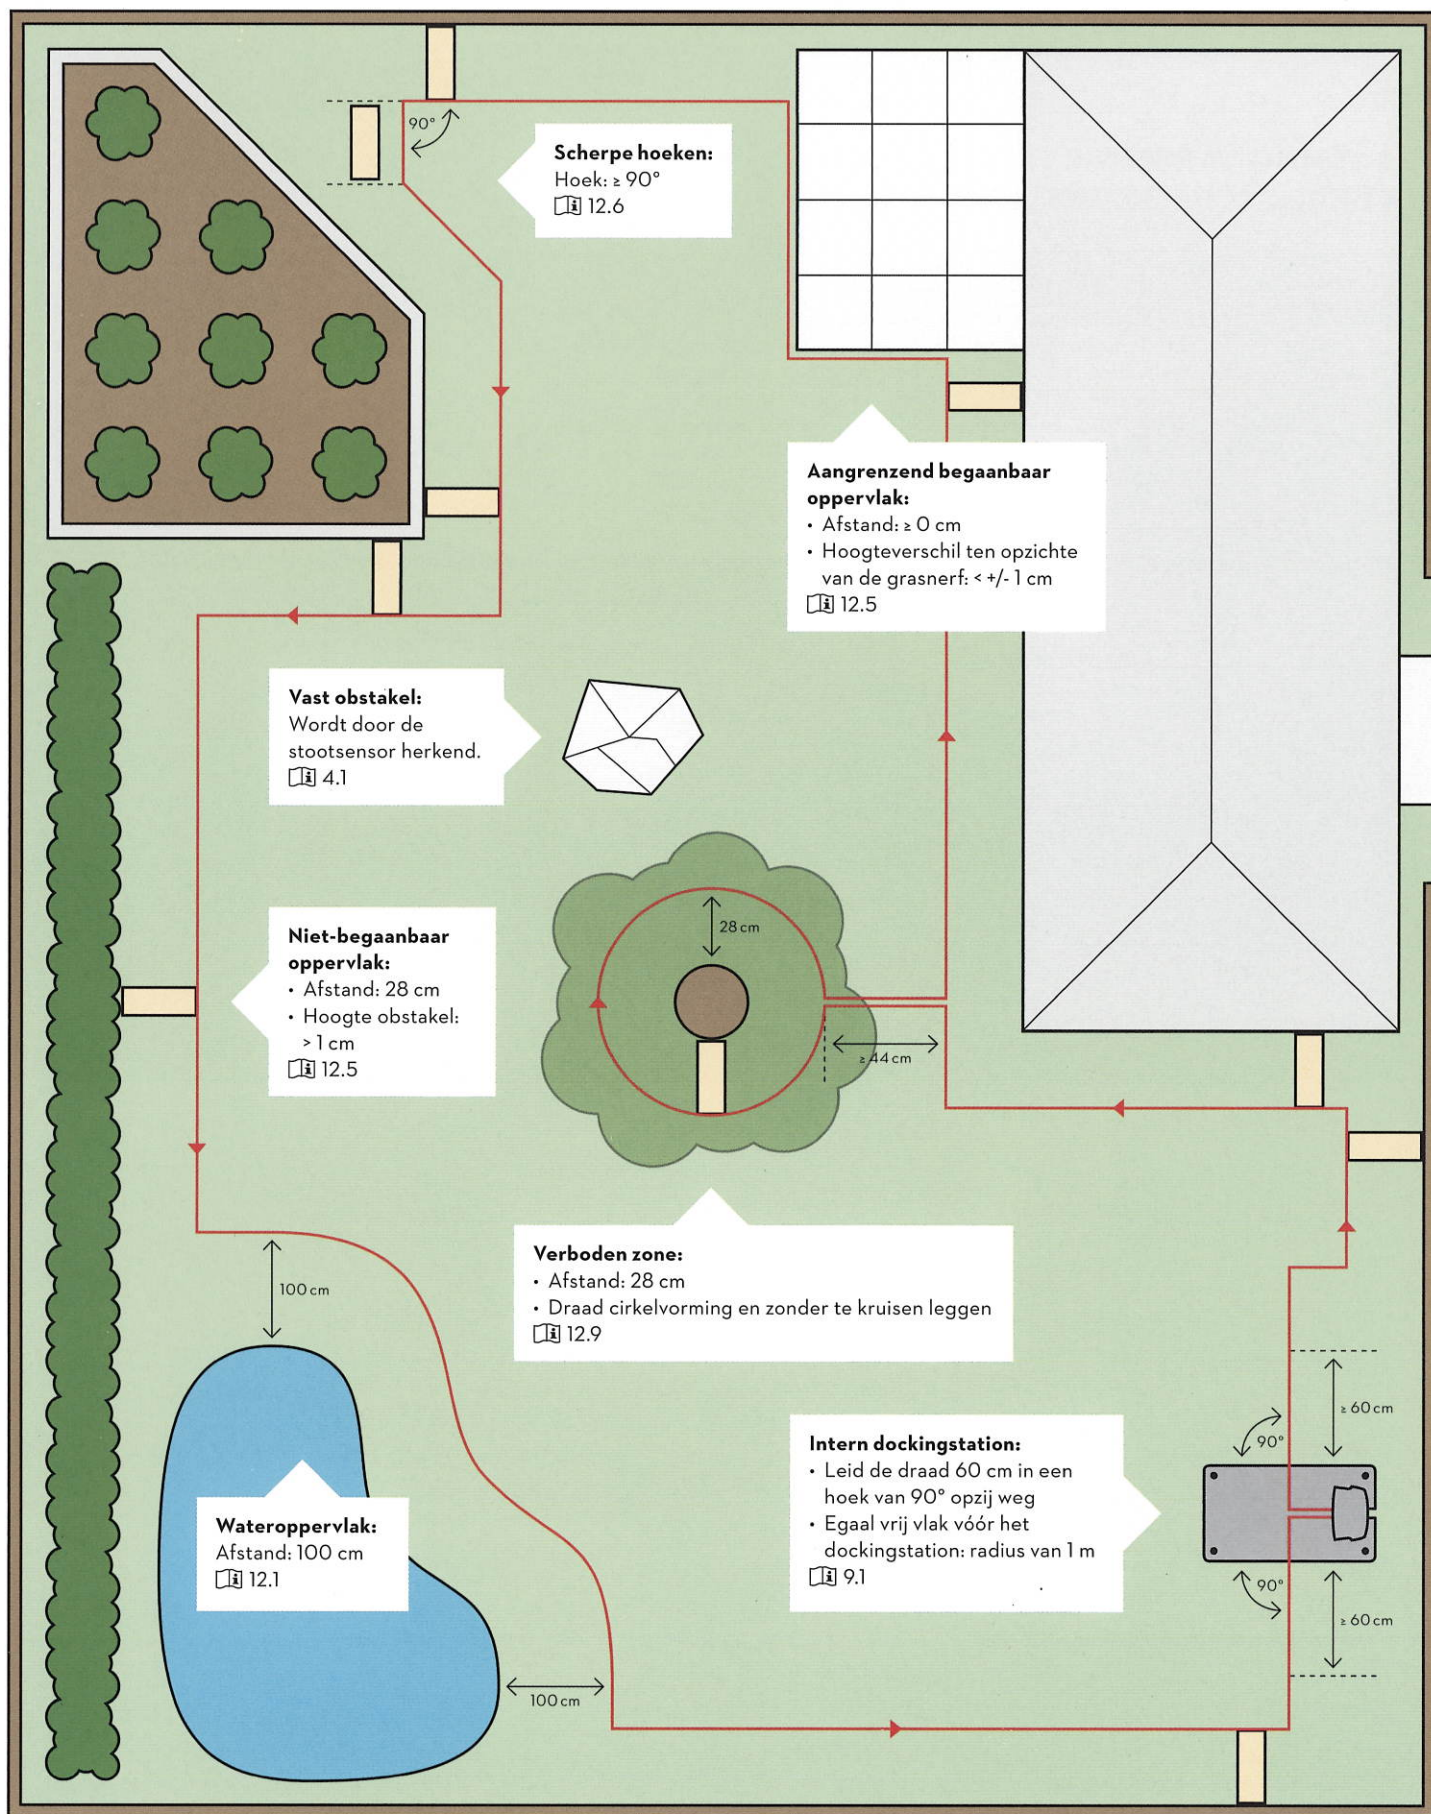 90°
Scherpe hoeken:
Hoek: ≥ 90°
12.6
Aangrenzend begaanbaar
oppervlak:
• Afstand: ≥ 0 cm
• Hoogteverschil ten opzichte
van de grasnerf: < +/- 1 cm
12.5
Vast obstakel:
Wordt door de
stootsensor herkend.
4.1
28 cm
Niet-begaanbaar
oppervlak:
• Afstand: 28 cm
• Hoogte obstakel:
> 1 cm
12.5
≥ 44 cm
Verboden zone:
• Afstand: 28 cm
• Draad cirkelvorming en zonder te kruisen leggen
12.9
100 cm
≥ 60 cm
90°
Intern dockingstation:
• Leid de draad 60 cm in een
hoek van 90° opzij weg
• Egaal vrij vlak vóór het
dockingstation: radius van 1 m
9.1
Wateroppervlak:
Afstand: 100 cm
12.1
90°
≥ 60 cm
100 cm